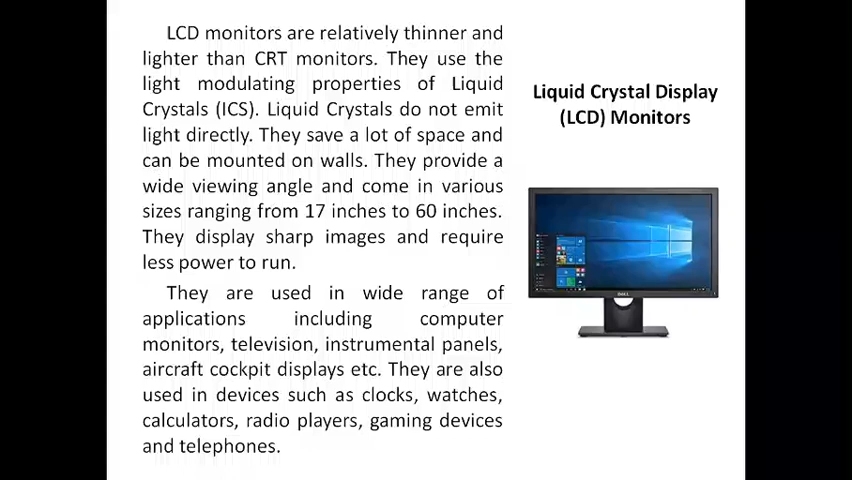 LCD monitors are relatively thinner and
lighter than CRT monitors. They use the
light modulating properties of Liquid
Crystals (ICS). Liquid Crystals do not emit
light directly. They save a lot of space and
can be mounted on walls. They provide a
wide viewing angle and come in various
sizes ranging from 17 inches to 60 inches.
They display sharp images and require
less power to run.
They are used in wide range of
applications including computer
monitors, television, instrumental panels,
aircraft cockpit displays etc. They are also
used in devices such as clocks, watches,
calculators, radio players, gaming devices
and telephones.
Liquid Crystal Display
(LCD) Monitors
DELL